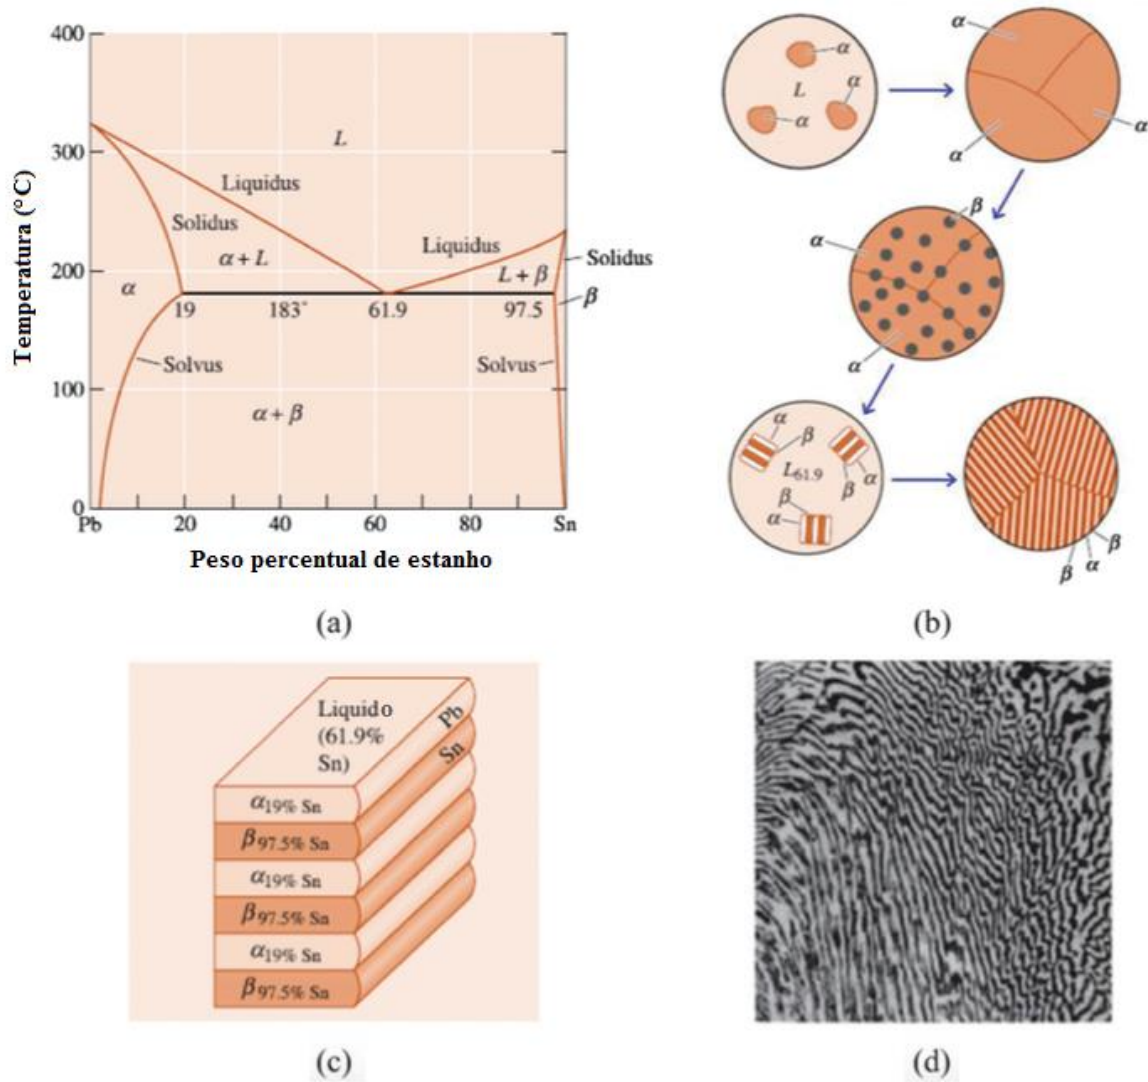 400
300
200
100
0
Temperatura (°C)
L
Liquidus
Solidus
α + L
Liquidus
L + β
Solidus
α
β
19
183°
61.9
97.5
Solvus
Solvus
α + β
Pb
20
40
60
80
Sn
Peso percentual de estanho
(a)
α
L
α
α
α
α
α
β
α
α
α
β
L61.9
β
α
β
α
β
α
β
(b)
Liquido
(61.9%
Sn)
Pb
Sn
α19% Sn
β97.5% Sn
α19% Sn
β97.5% Sn
α19% Sn
β97.5% Sn
(c)
(d)